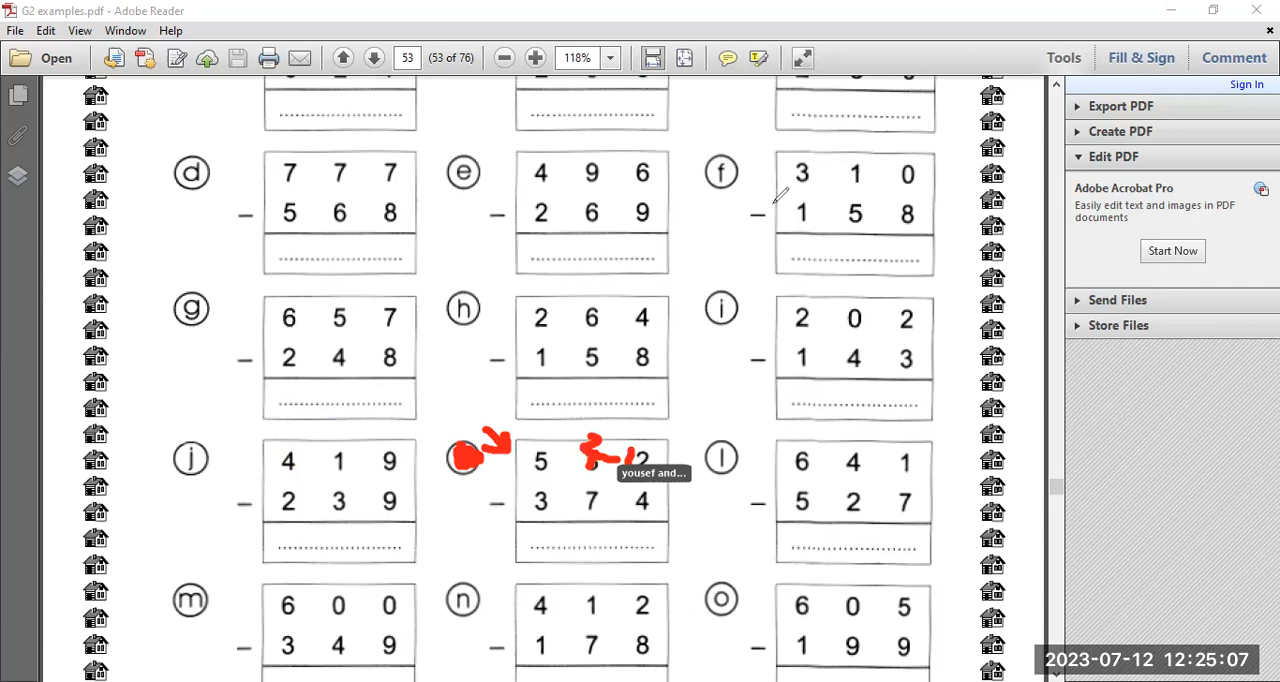 G2 examples.pdf - Adobe Reader
File Edit View Window Help
Open 53 (53 of 76) 118% Tools Fill & Sign Comment
Sign In
Export PDF
Create PDF
Edit PDF
Adobe Acrobat Pro
Easily edit text and images in PDF
documents
Start Now
Send Files
Store Files
d 7 7 7
- 5 6 8
e 4 9 6
- 2 6 9
f 3 1 0
- 1 5 8
g 6 5 7
- 2 4 8
h 2 6 4
- 1 5 8
i 2 0 2
- 1 4 3
j 4 1 9
- 2 3 9
5 2
- 3 7 4
yousef and...
l 6 4 1
- 5 2 7
m 6 0 0
- 3 4 9
n 4 1 2
- 1 7 8
o 6 0 5
- 1 9 9
2023-07-12 12:25:07